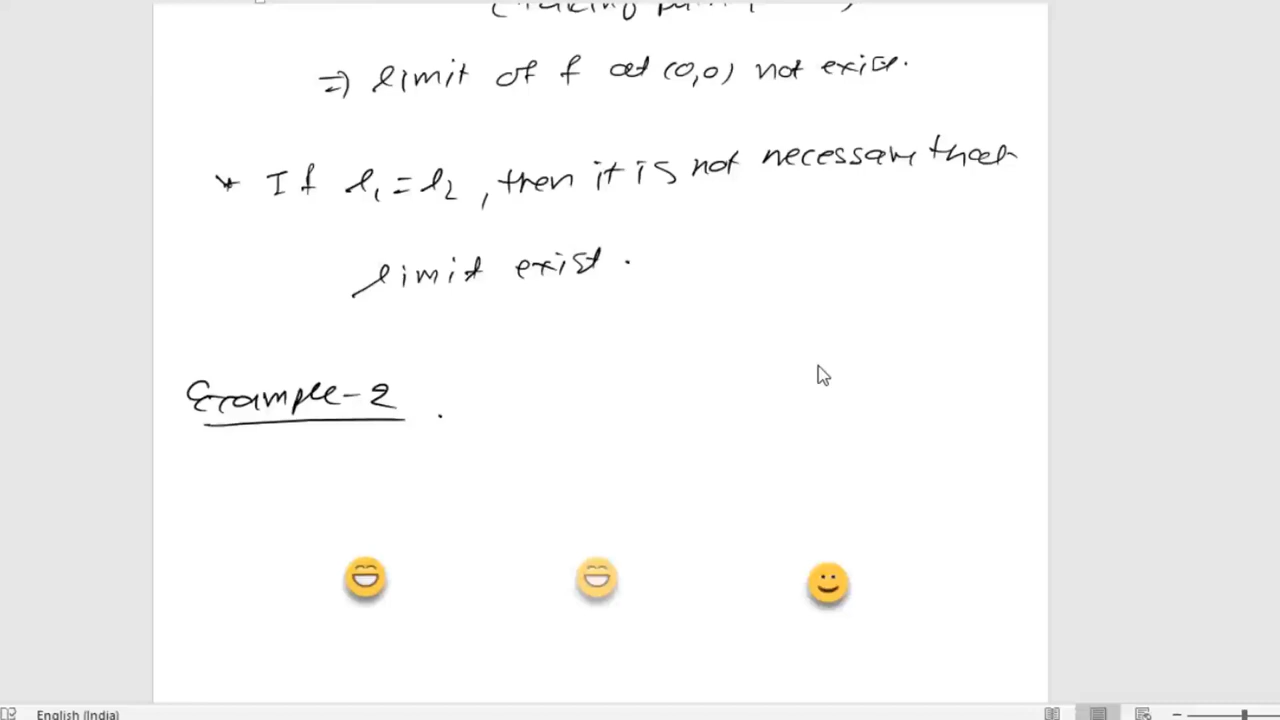 ⇒ limit of f at (0,0) not exist.
* If l₁ = l₂, then it is not necessary that
limit exist.
Example-2.
English (India)